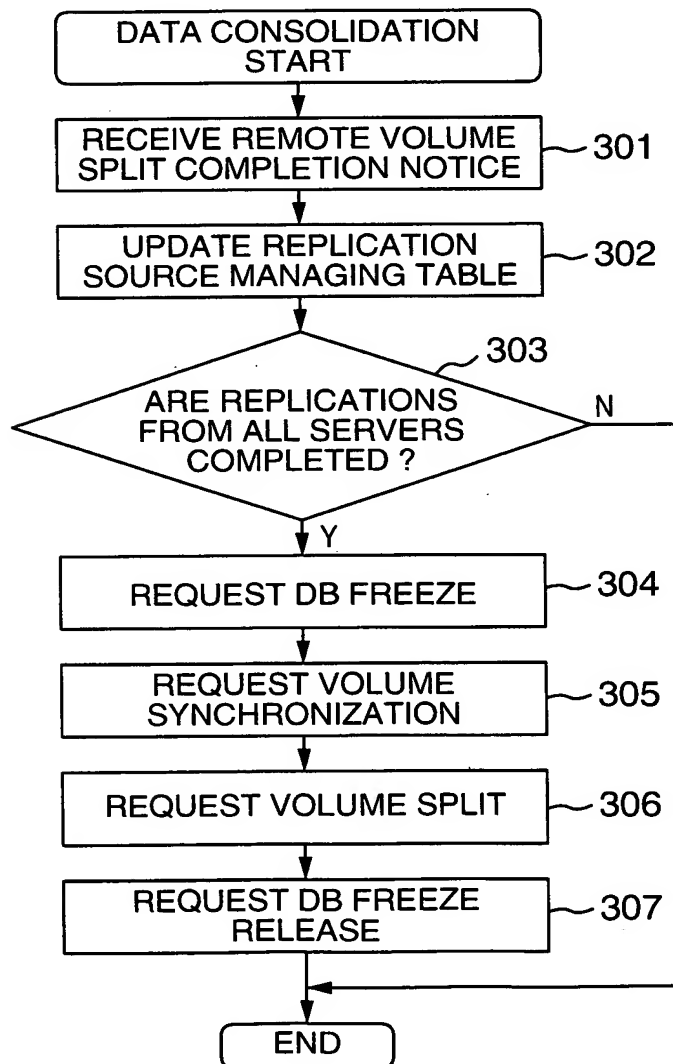 DATA CONSOLIDATION
START
RECEIVE REMOTE VOLUME
SPLIT COMPLETION NOTICE
301
UPDATE REPLICATION
SOURCE MANAGING TABLE
302
303
ARE REPLICATIONS
FROM ALL SERVERS
COMPLETED ?
N
Y
REQUEST DB FREEZE
304
REQUEST VOLUME
SYNCHRONIZATION
305
REQUEST VOLUME SPLIT
306
REQUEST DB FREEZE
RELEASE
307
END